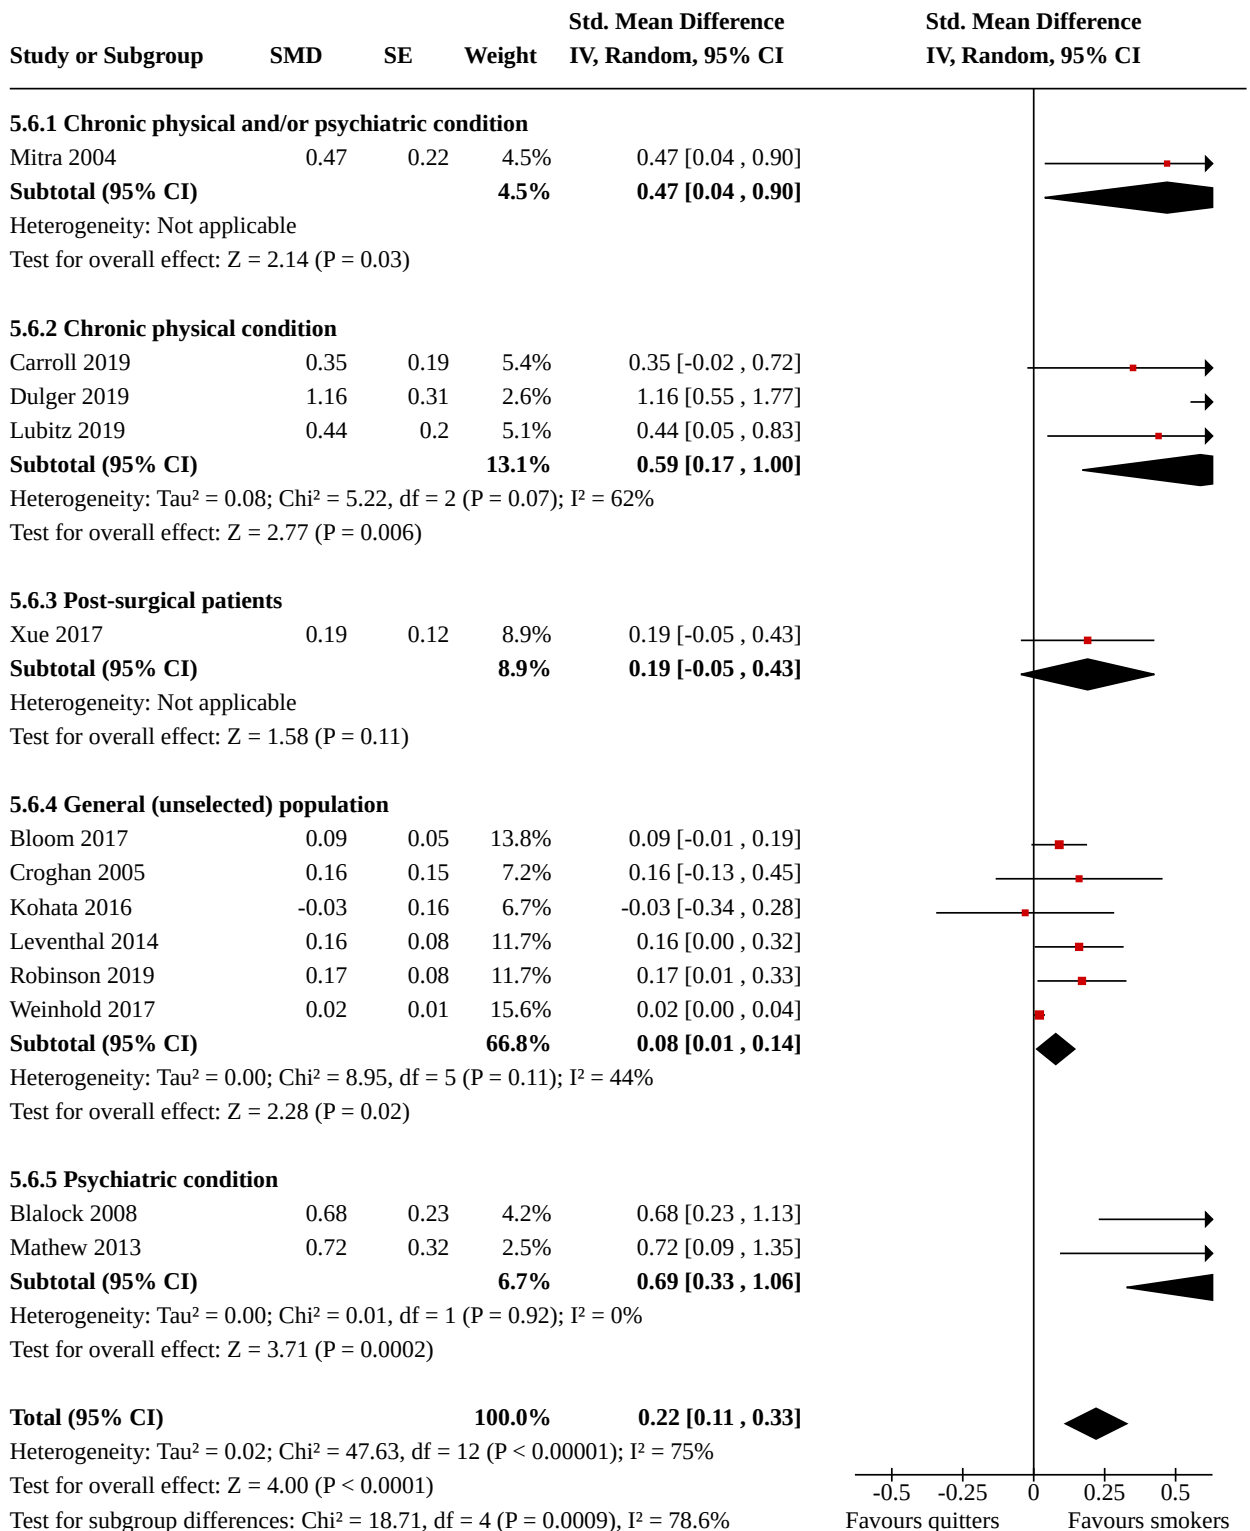 Std. Mean Difference Std. Mean Difference
Study or Subgroup SMD SE Weight IV, Random, 95% CI IV, Random, 95% CI
5.6.1 Chronic physical and/or psychiatric condition
Mitra 2004 0.47 0.22 4.5% 0.47 [0.04 , 0.90]
Subtotal (95% CI) 4.5% 0.47 [0.04 , 0.90]
Heterogeneity: Not applicable
Test for overall effect: Z = 2.14 (P = 0.03)
5.6.2 Chronic physical condition
Carroll 2019 0.35 0.19 5.4% 0.35 [-0.02 , 0.72]
Dulger 2019 1.16 0.31 2.6% 1.16 [0.55 , 1.77]
Lubitz 2019 0.44 0.2 5.1% 0.44 [0.05 , 0.83]
Subtotal (95% CI) 13.1% 0.59 [0.17 , 1.00]
Heterogeneity: Tau² = 0.08; Chi² = 5.22, df = 2 (P = 0.07); I² = 62%
Test for overall effect: Z = 2.77 (P = 0.006)
5.6.3 Post-surgical patients
Xue 2017 0.19 0.12 8.9% 0.19 [-0.05 , 0.43]
Subtotal (95% CI) 8.9% 0.19 [-0.05 , 0.43]
Heterogeneity: Not applicable
Test for overall effect: Z = 1.58 (P = 0.11)
5.6.4 General (unselected) population
Bloom 2017 0.09 0.05 13.8% 0.09 [-0.01 , 0.19]
Croghan 2005 0.16 0.15 7.2% 0.16 [-0.13 , 0.45]
Kohata 2016 -0.03 0.16 6.7% -0.03 [-0.34 , 0.28]
Leventhal 2014 0.16 0.08 11.7% 0.16 [0.00 , 0.32]
Robinson 2019 0.17 0.08 11.7% 0.17 [0.01 , 0.33]
Weinhold 2017 0.02 0.01 15.6% 0.02 [0.00 , 0.04]
Subtotal (95% CI) 66.8% 0.08 [0.01 , 0.14]
Heterogeneity: Tau² = 0.00; Chi² = 8.95, df = 5 (P = 0.11); I² = 44%
Test for overall effect: Z = 2.28 (P = 0.02)
5.6.5 Psychiatric condition
Blalock 2008 0.68 0.23 4.2% 0.68 [0.23 , 1.13]
Mathew 2013 0.72 0.32 2.5% 0.72 [0.09 , 1.35]
Subtotal (95% CI) 6.7% 0.69 [0.33 , 1.06]
Heterogeneity: Tau² = 0.00; Chi² = 0.01, df = 1 (P = 0.92); I² = 0%
Test for overall effect: Z = 3.71 (P = 0.0002)
Total (95% CI) 100.0% 0.22 [0.11 , 0.33]
Heterogeneity: Tau² = 0.02; Chi² = 47.63, df = 12 (P < 0.00001); I² = 75%
Test for overall effect: Z = 4.00 (P < 0.0001) -0.5 -0.25 0 0.25 0.5
Test for subgroup differences: Chi² = 18.71, df = 4 (P = 0.0009), I² = 78.6% Favours quitters Favours smokers